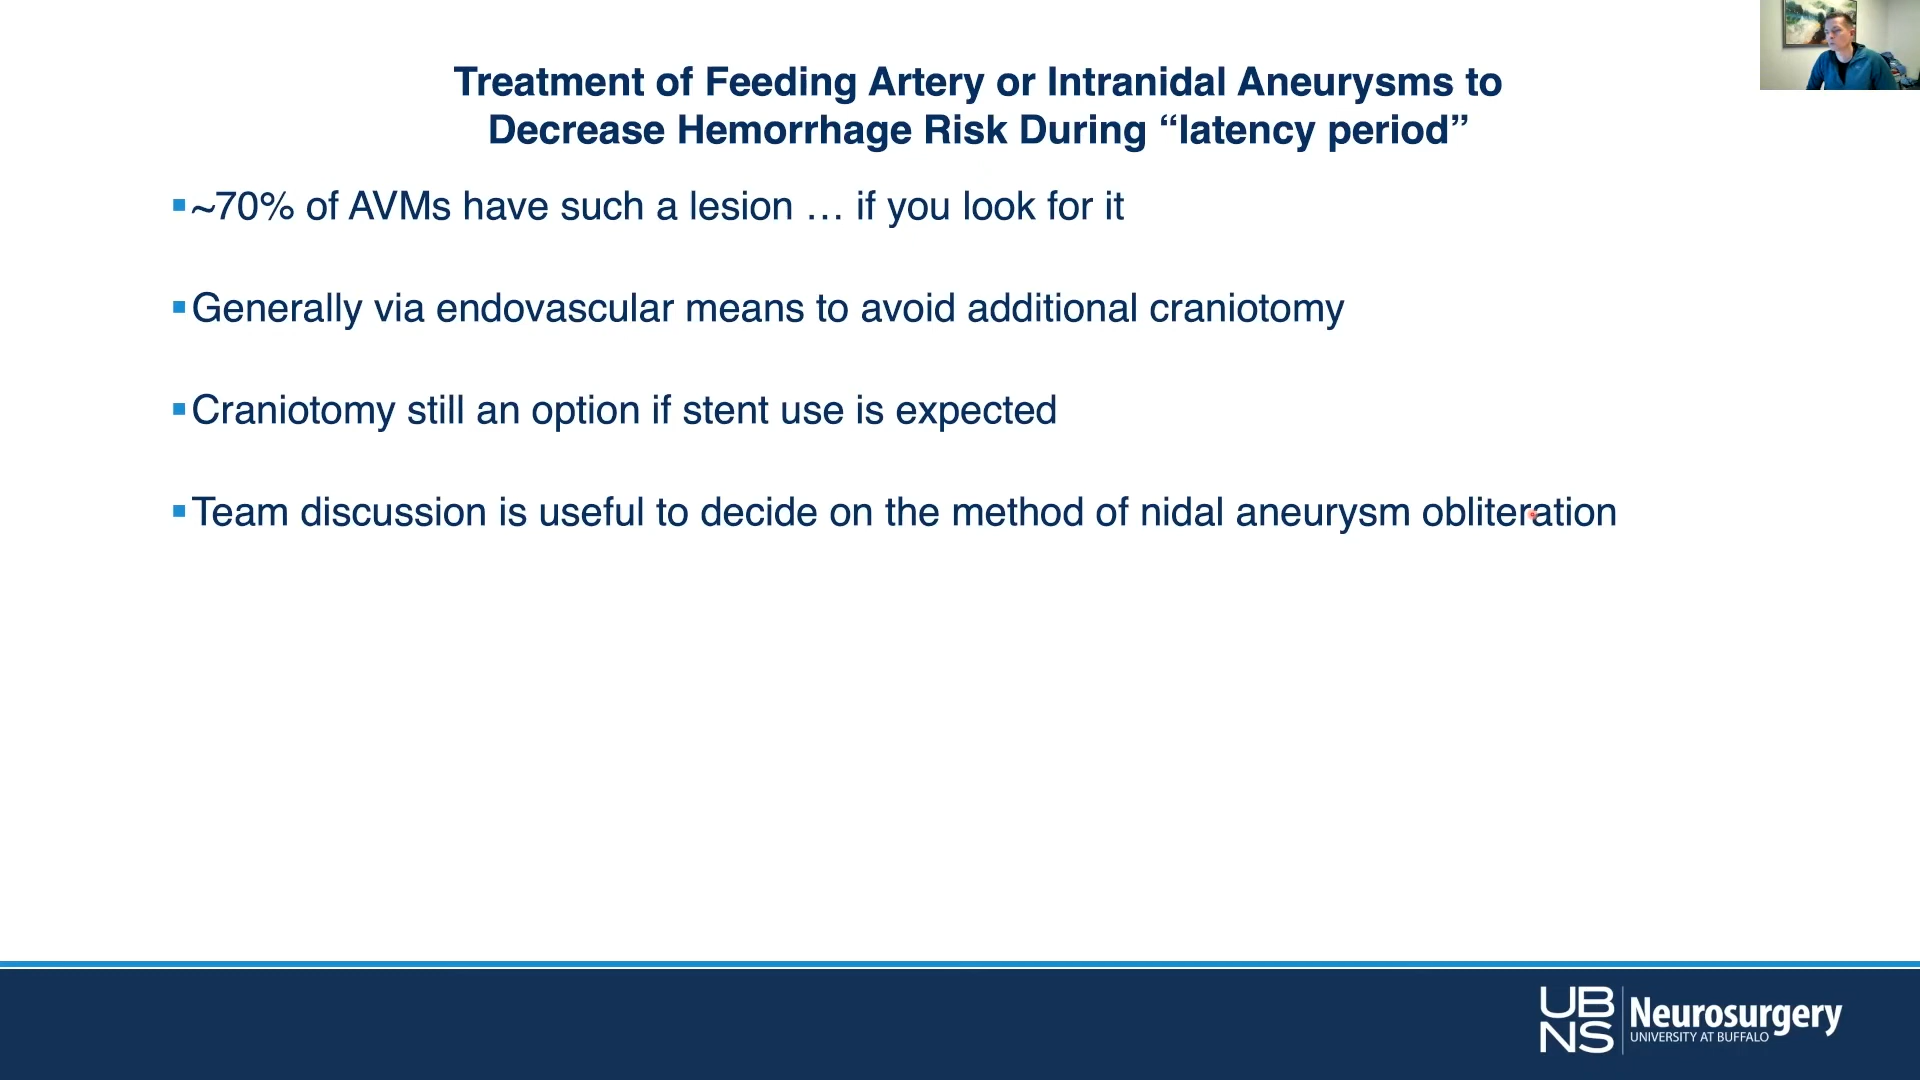 Treatment of Feeding Artery or Intranidal Aneurysms to
Decrease Hemorrhage Risk During “latency period”
▪~70% of AVMs have such a lesion … if you look for it
▪Generally via endovascular means to avoid additional craniotomy
▪Craniotomy still an option if stent use is expected
▪Team discussion is useful to decide on the method of nidal aneurysm obliteration
UB
NS
Neurosurgery
UNIVERSITY AT BUFFALO